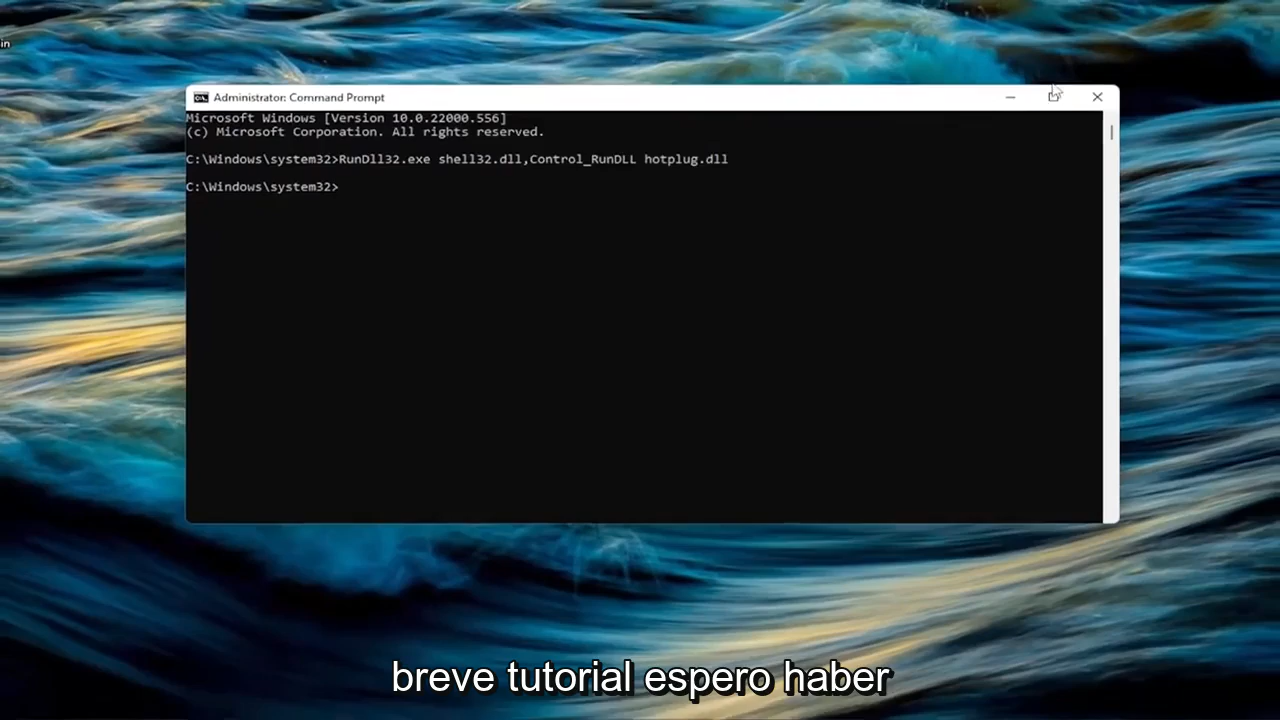 in
Administrator: Command Prompt
Microsoft Windows [Version 10.0.22000.556]
(c) Microsoft Corporation. All rights reserved.
C:\Windows\system32>RunDll32.exe shell32.dll,Control_RunDLL hotplug.dll
C:\Windows\system32>
breve tutorial espero haber